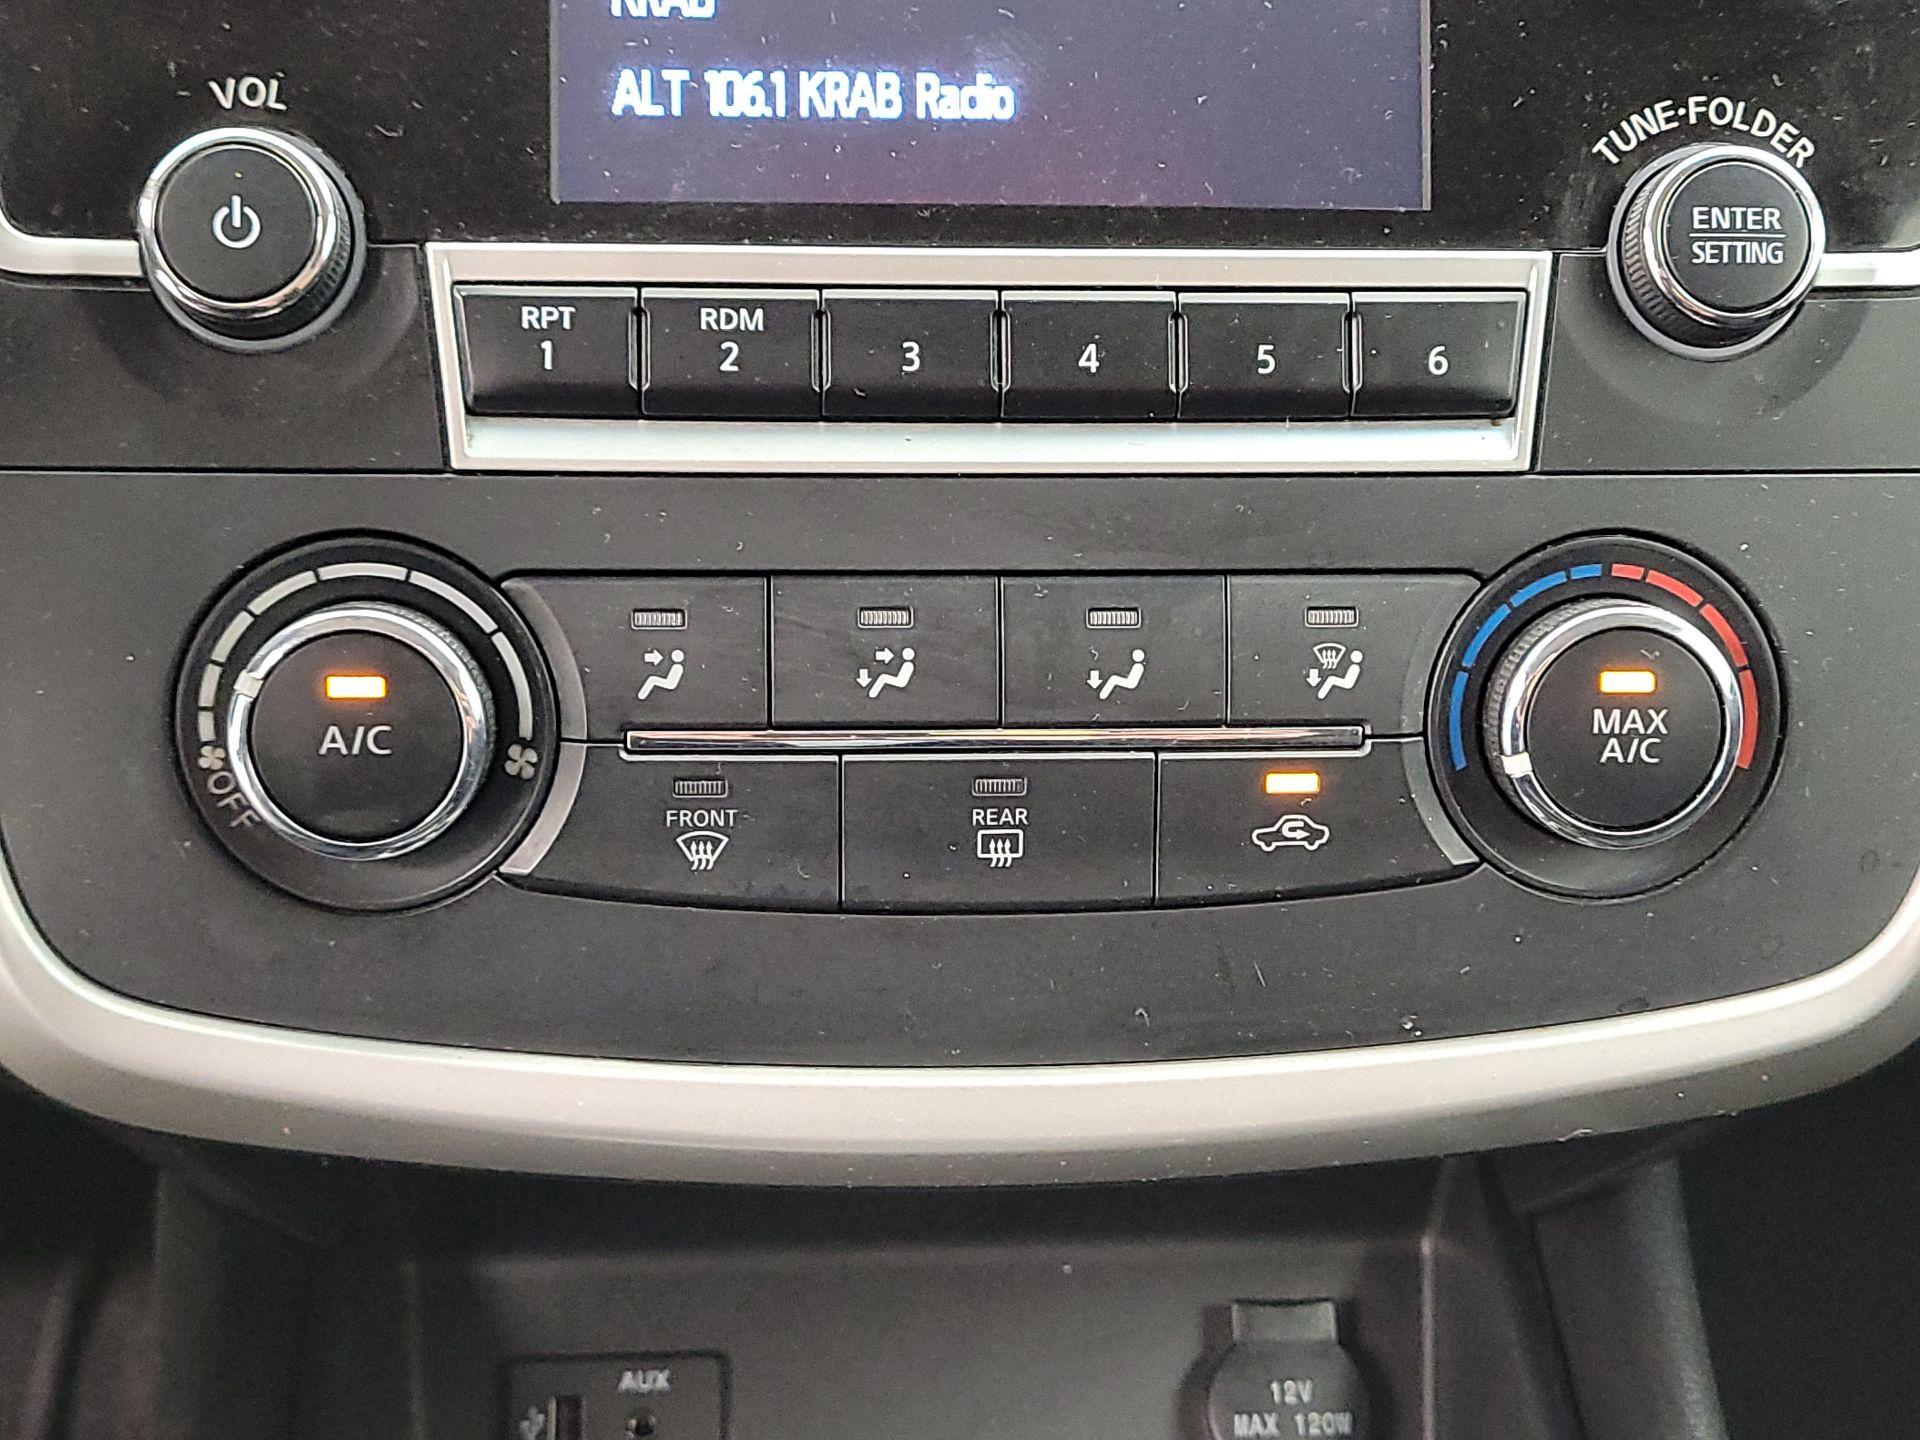 KRAB
ALT 106.1 KRAB Radio
VOL
TUNE·FOLDER
ENTER
SETTING
RPT
1
RDM
2
3
4
5
6
A/C
OFF
MAX
A/C
FRONT
REAR
AUX
12V
MAX 120W